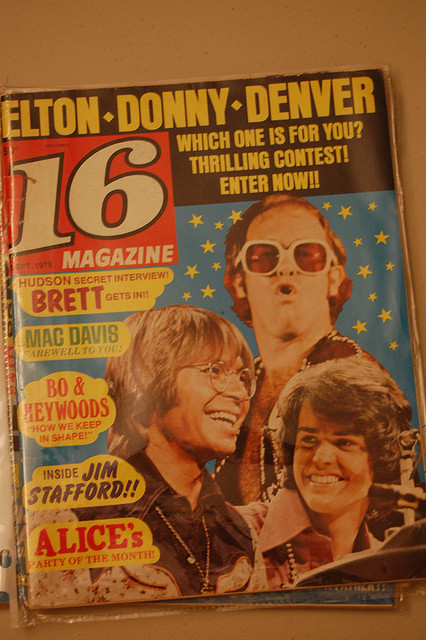 ELTON • DONNY • DENVER
WHICH ONE IS FOR YOU?
THRILLING CONTEST!
ENTER NOW!!
16
MAGAZINE
EPT. 1975
HUDSON SECRET INTERVIEW!
BRETT GETS IN!!
MAC DAVIS
FAREWELL TO YOU!
BO &
HEYWOODS
"HOW WE KEEP
IN SHAPE!"
INSIDE JIM
STAFFORD!!
ALICE's
PARTY OF THE MONTH!